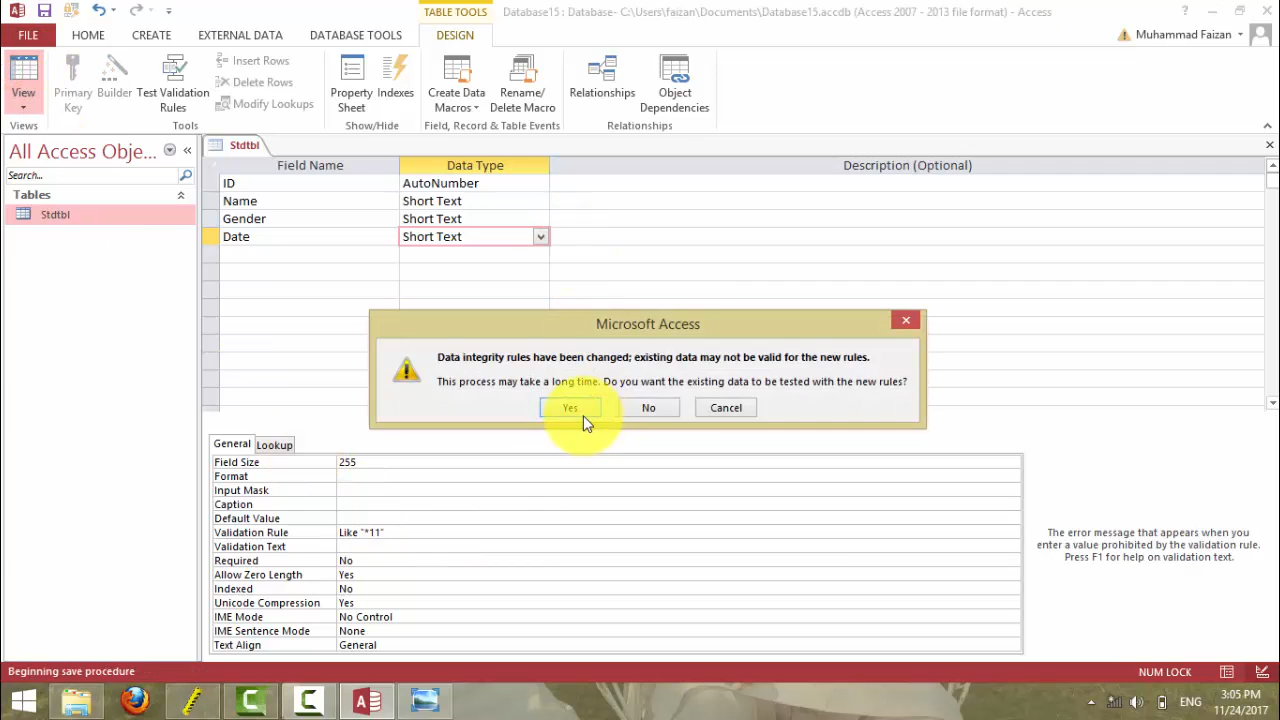 TABLE TOOLS
Database15 : Database- C:\Users\faizan\Documents\Database15.accdb (Access 2007 - 2013 file format) - Access
?
FILE HOME CREATE EXTERNAL DATA DATABASE TOOLS DESIGN
Muhammad Faizan
View
Primary Key
Builder
Test Validation Rules
Insert Rows
Delete Rows
Modify Lookups
Property Sheet
Indexes
Create Data Macros
Rename/ Delete Macro
Relationships
Object Dependencies
Views Tools Show/Hide Field, Record & Table Events Relationships
All Access Obje... «
Search...
Tables
Stdtbl
Stdtbl
Field Name Data Type Description (Optional)
ID AutoNumber
Name Short Text
Gender Short Text
Date Short Text
Microsoft Access
Data integrity rules have been changed; existing data may not be valid for the new rules.
This process may take a long time. Do you want the existing data to be tested with the new rules?
Yes No Cancel
General Lookup
Field Size 255
Format
Input Mask
Caption
Default Value
Validation Rule Like "*11"
Validation Text
Required No
Allow Zero Length Yes
Indexed No
Unicode Compression Yes
IME Mode No Control
IME Sentence Mode None
Text Align General
The error message that appears when you
enter a value prohibited by the validation rule.
Press F1 for help on validation text.
Beginning save procedure
NUM LOCK
ENG
3:05 PM
11/24/2017